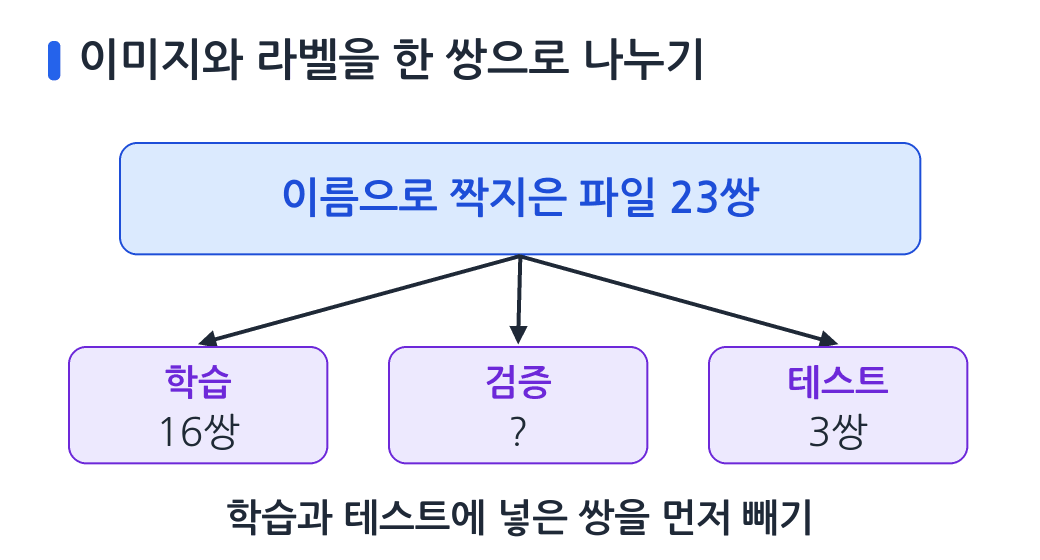 이미지와 라벨을 한 쌍으로 나누기
이름으로 짝지은 파일 23쌍
학습
16쌍
검증
?
테스트
3쌍
학습과 테스트에 넣은 쌍을 먼저 빼기